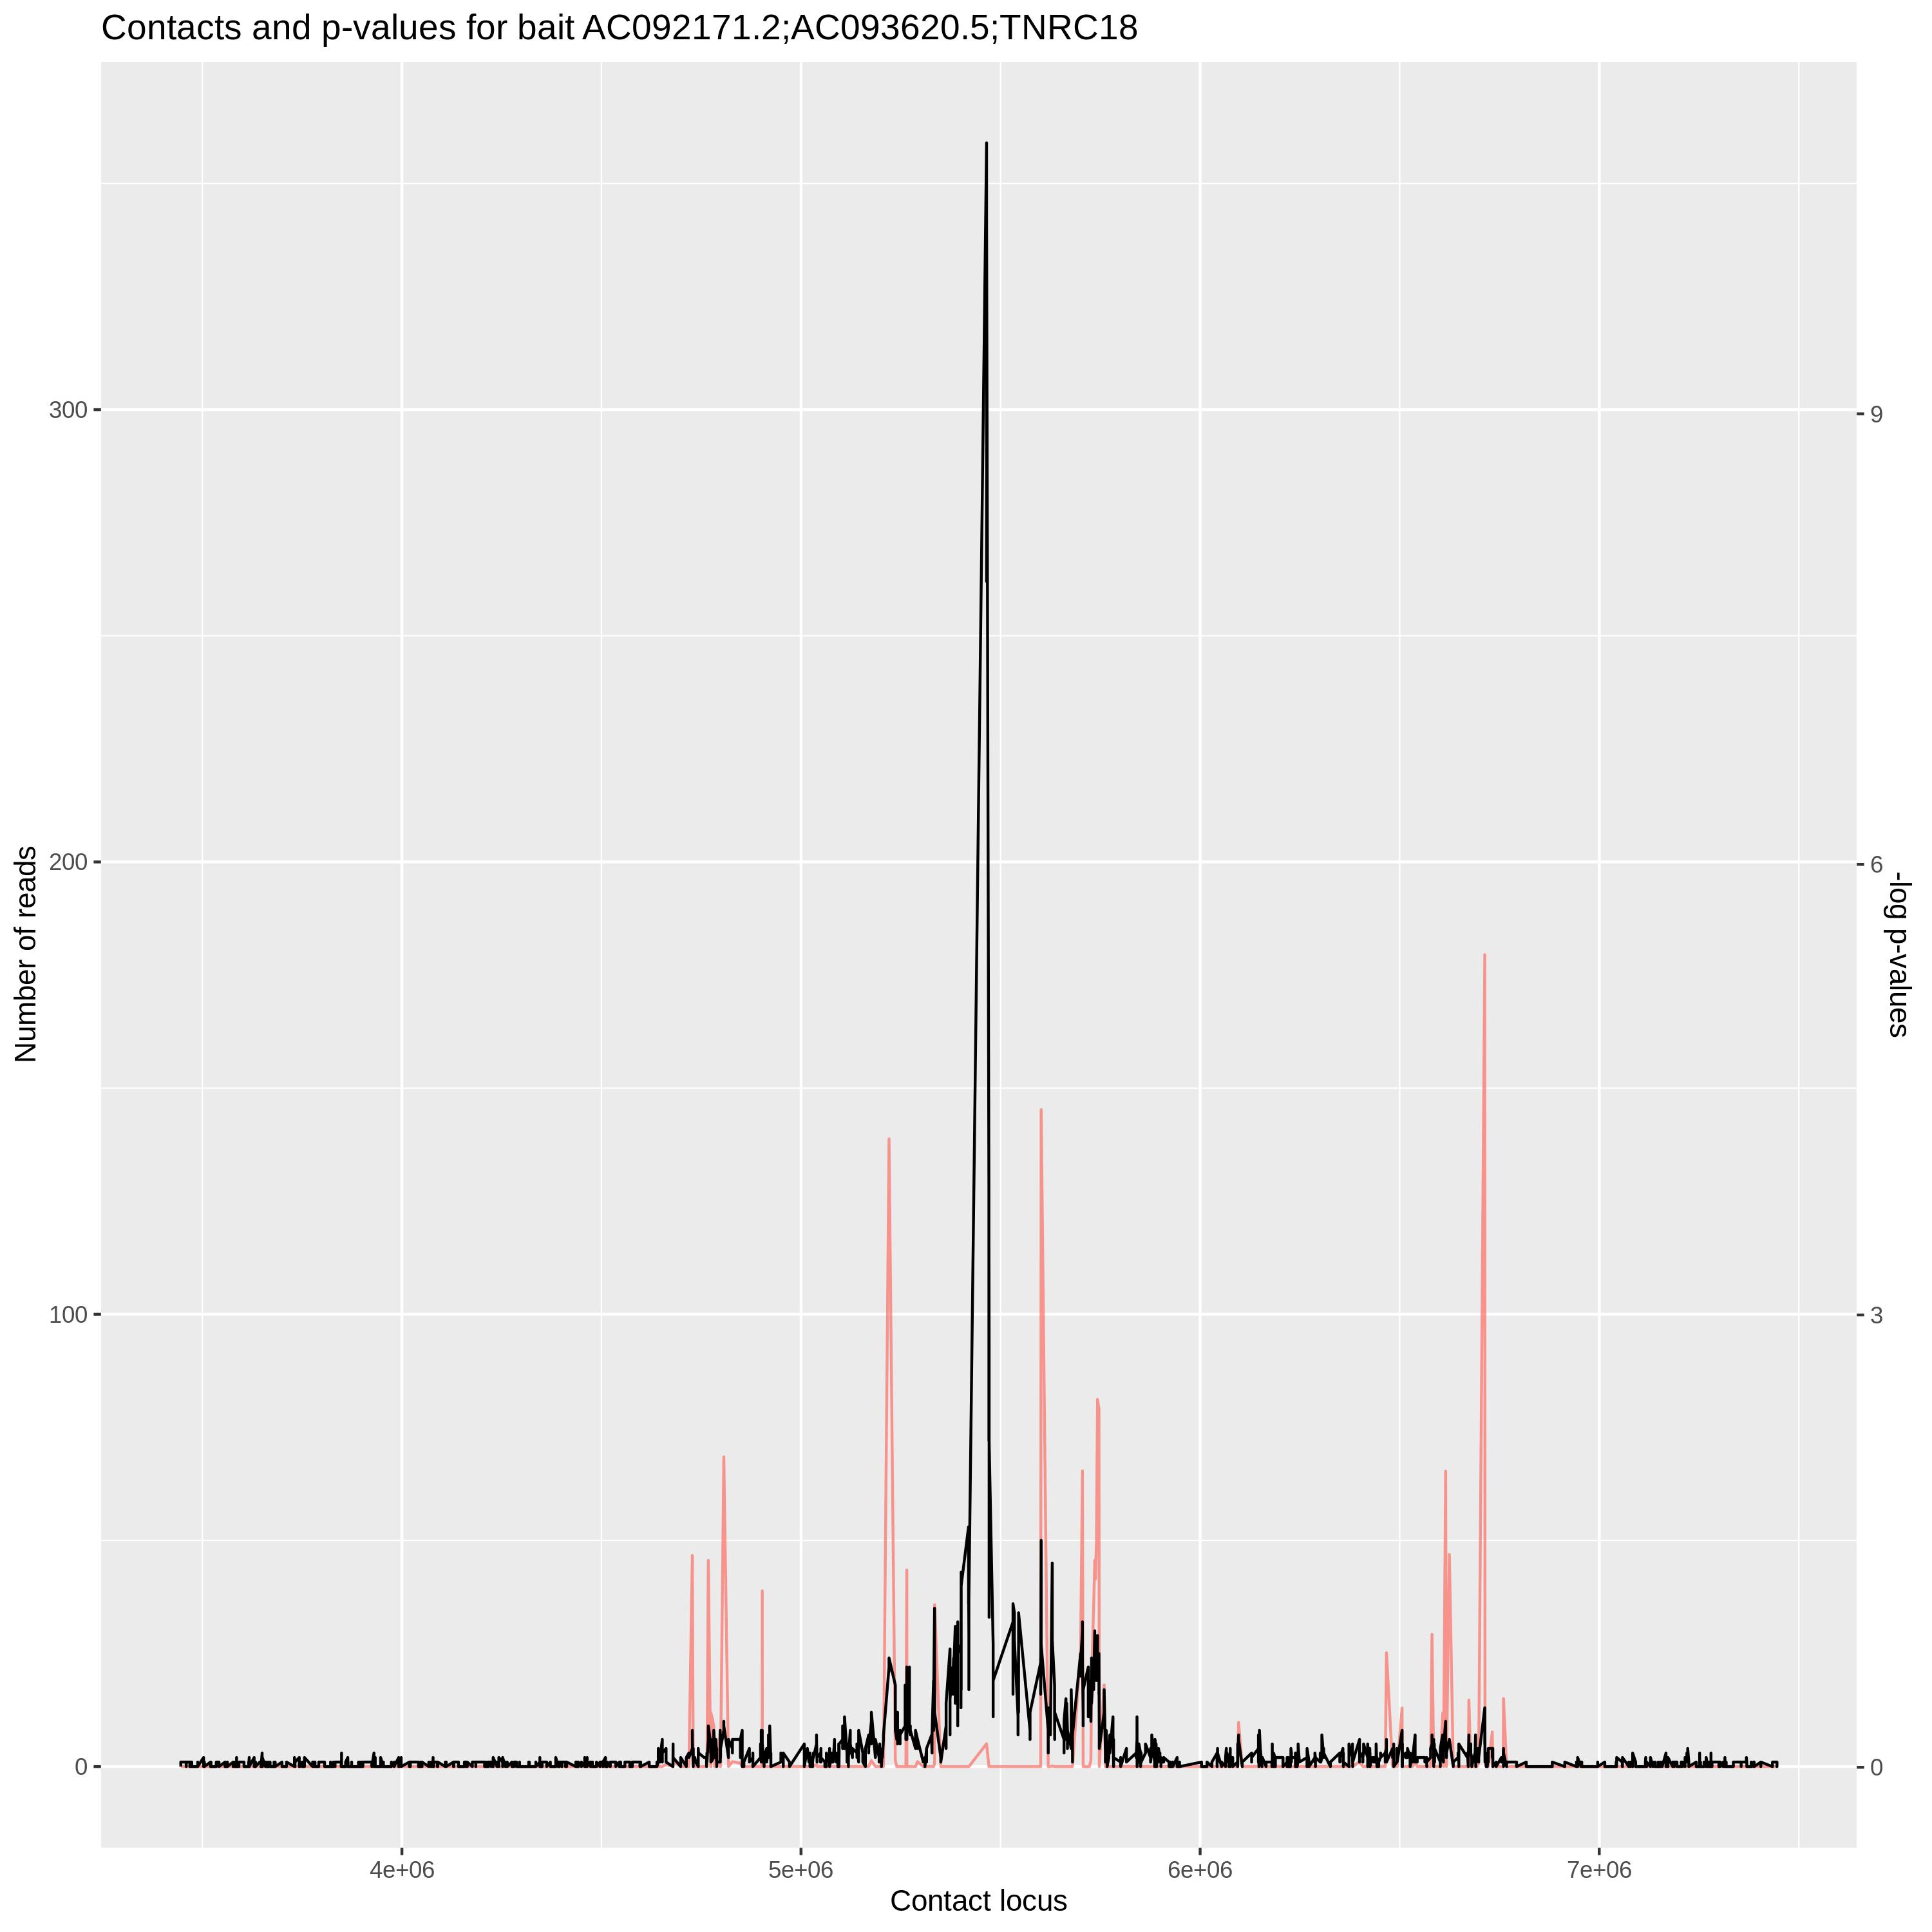 Contacts and p-values for bait AC092171.2;AC093620.5;TNRC18
Number of reads
300
200
100
0
9
6
3
0
-log p-values
4e+06
5e+06
6e+06
7e+06
Contact locus